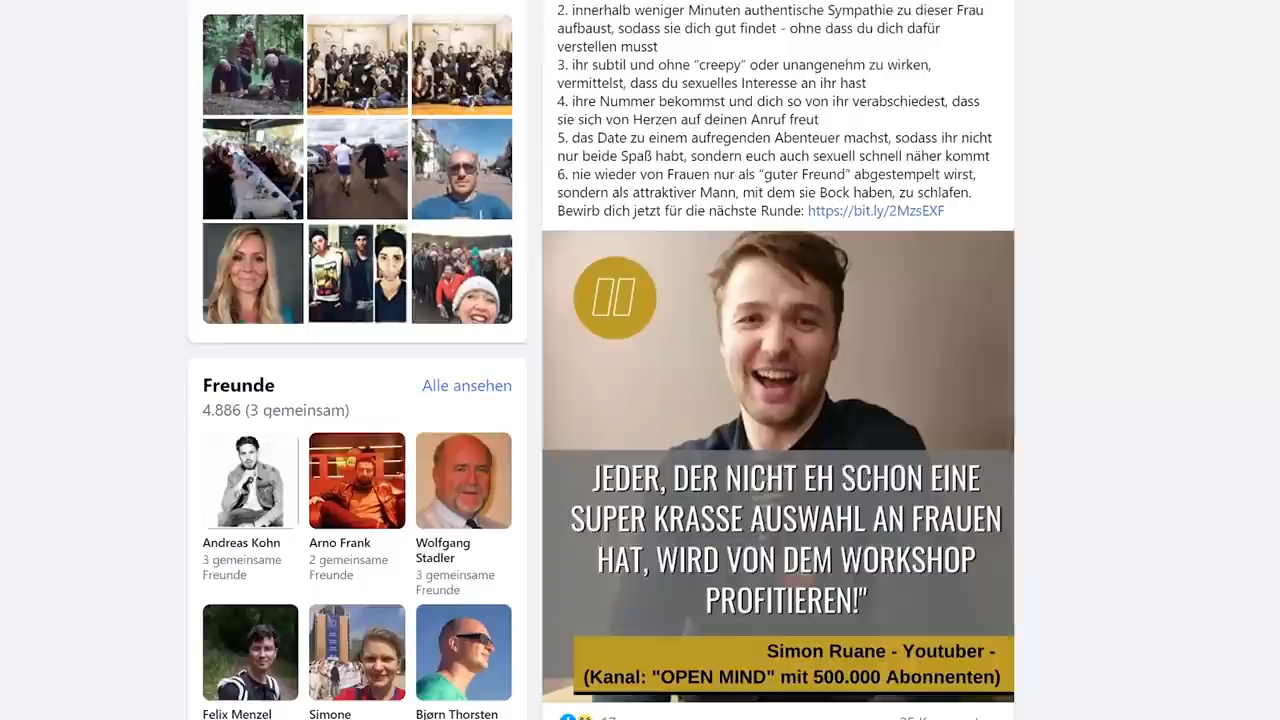 2. innerhalb weniger Minuten authentische Sympathie zu dieser Frau
aufbaust, sodass sie dich gut findet - ohne dass du dich dafür
verstellen musst
3. ihr subtil und ohne “creepy” oder unangenehm zu wirken,
vermittelst, dass du sexuelles Interesse an ihr hast
4. ihre Nummer bekommst und dich so von ihr verabschiedest, dass
sie sich von Herzen auf deinen Anruf freut
5. das Date zu einem aufregenden Abenteuer machst, sodass ihr nicht
nur beide Spaß habt, sondern euch auch sexuell schnell näher kommt
6. nie wieder von Frauen nur als “guter Freund” abgestempelt wirst,
sondern als attraktiver Mann, mit dem sie Bock haben, zu schlafen.
Bewirb dich jetzt für die nächste Runde: https://bit.ly/2MzsEXF
JEDER, DER NICHT EH SCHON EINE
SUPER KRASSE AUSWAHL AN FRAUEN
HAT, WIRD VON DEM WORKSHOP
PROFITIEREN!"
Simon Ruane - Youtuber -
(Kanal: "OPEN MIND" mit 500.000 Abonnenten)
Freunde
Alle ansehen
4.886 (3 gemeinsam)
Andreas Kohn
3 gemeinsame
Freunde
Arno Frank
2 gemeinsame
Freunde
Wolfgang
Stadler
3 gemeinsame
Freunde
Felix Menzel
Simone
Bjørn Thorsten